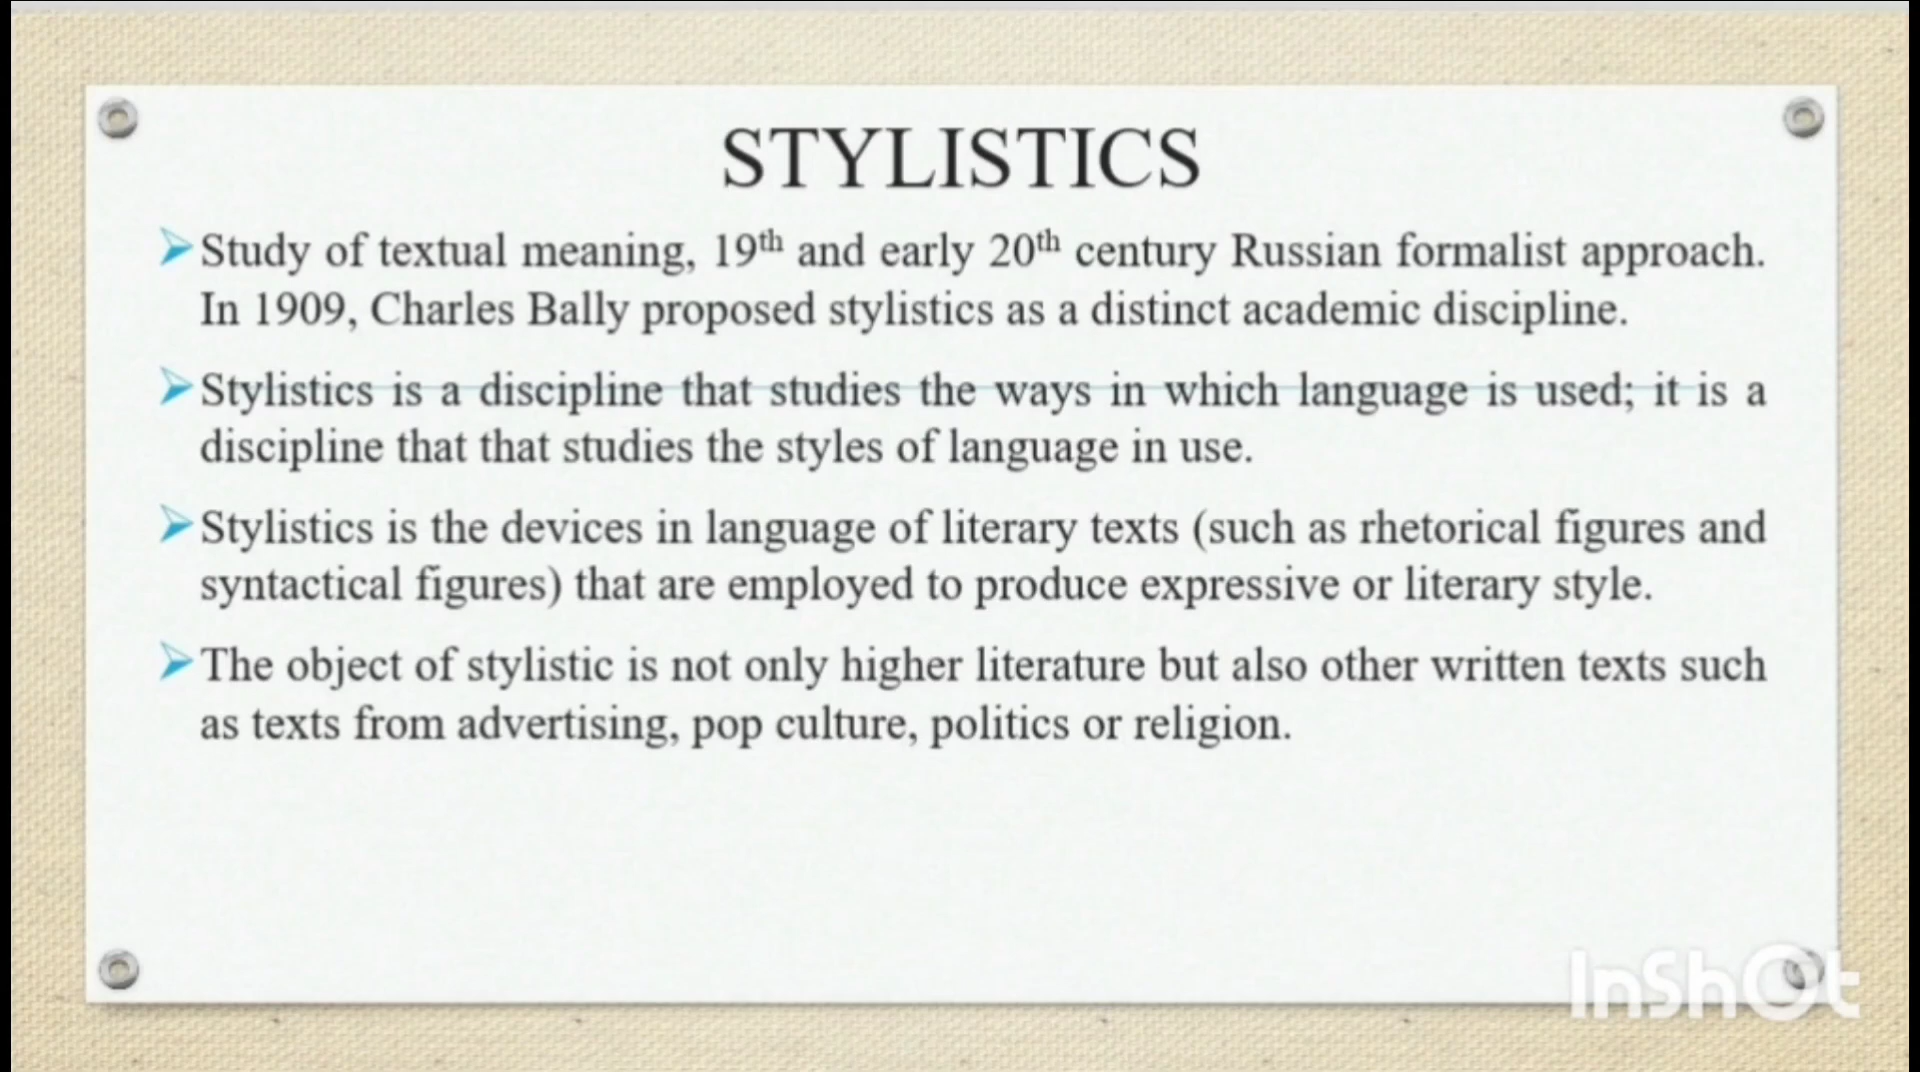 STYLISTICS
Study of textual meaning, 19th and early 20th century Russian formalist approach.
In 1909, Charles Bally proposed stylistics as a distinct academic discipline.
Stylistics is a discipline that studies the ways in which language is used; it is a
discipline that that studies the styles of language in use.
Stylistics is the devices in language of literary texts (such as rhetorical figures and
syntactical figures) that are employed to produce expressive or literary style.
The object of stylistic is not only higher literature but also other written texts such
as texts from advertising, pop culture, politics or religion.
InShOt